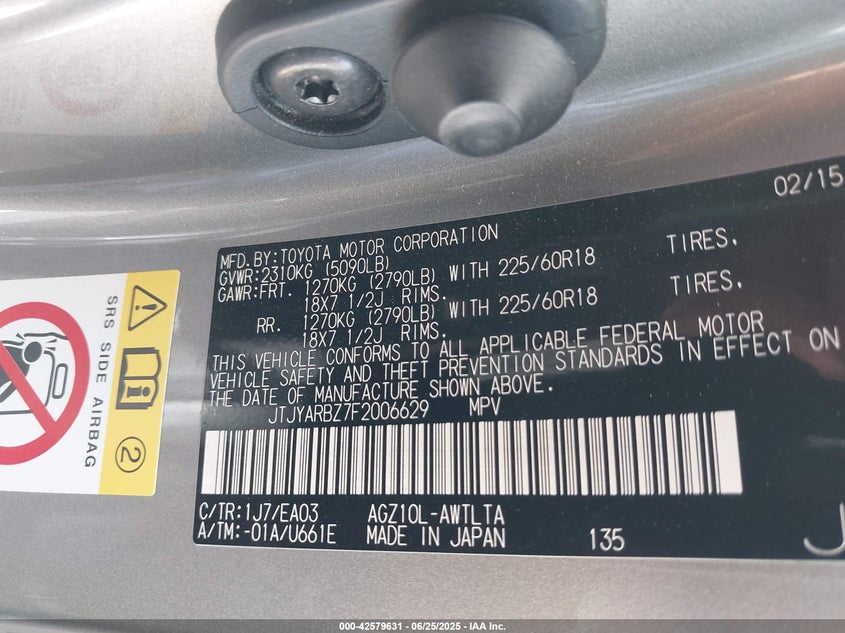 02/15
MFD. BY: TOYOTA MOTOR CORPORATION
GVWR: 2310KG (5090LB)
GAWR: FRT. 1270KG (2790LB) WITH 225/60R18 TIRES.
18X7 1/2J RIMS.
RR. 1270KG (2790LB) WITH 225/60R18 TIRES.
18X7 1/2J RIMS.
THIS VEHICLE CONFORMS TO ALL APPLICABLE FEDERAL MOTOR
VEHICLE SAFETY AND THEFT PREVENTION STANDARDS IN EFFECT ON
THE DATE OF MANUFACTURE SHOWN ABOVE.
JTJYARBZ7F2006629 MPV
C/TR: 1J7/EA03 AGZ10L-AWTLTA
A/TM: -01A/U661E MADE IN JAPAN 135
J
SRS SIDE AIRBAG
2
000-42579631 - 06/25/2025 - IAA Inc.